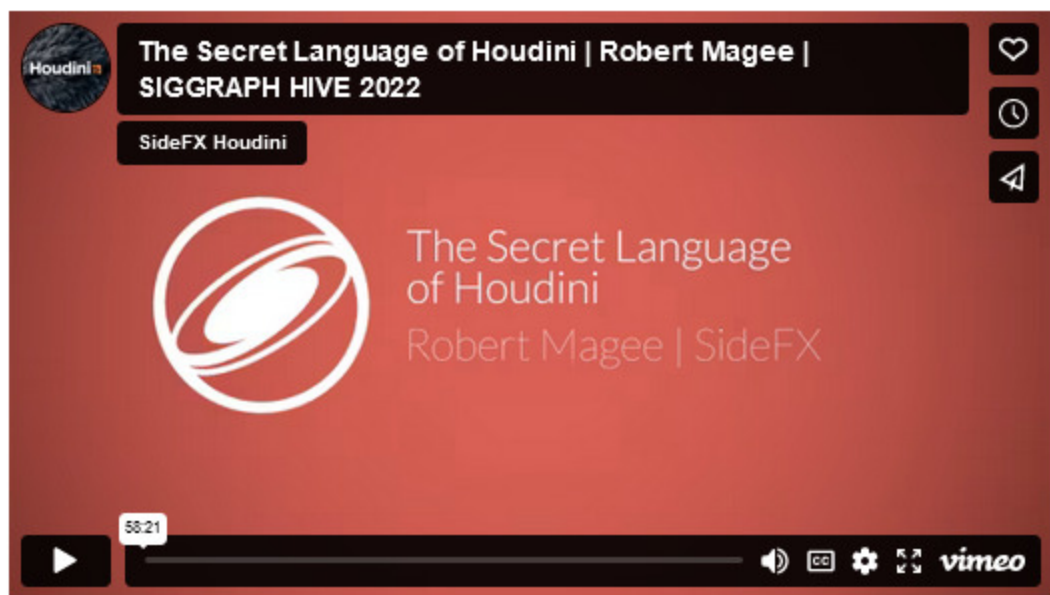 Houdini
The Secret Language of Houdini | Robert Magee |
SIGGRAPH HIVE 2022
SideFX Houdini
The Secret Language
of Houdini
Robert Magee | SideFX
58:21
CC
vimeo